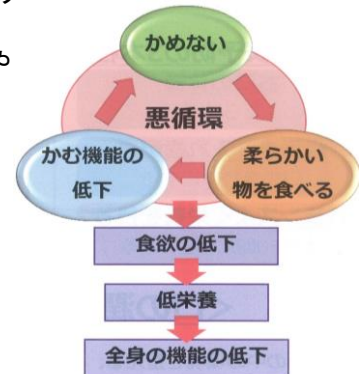 も
かめない
悪循環
かむ機能の
低下
柔らかい
物を食べる
食欲の低下
低栄養
全身の機能の低下